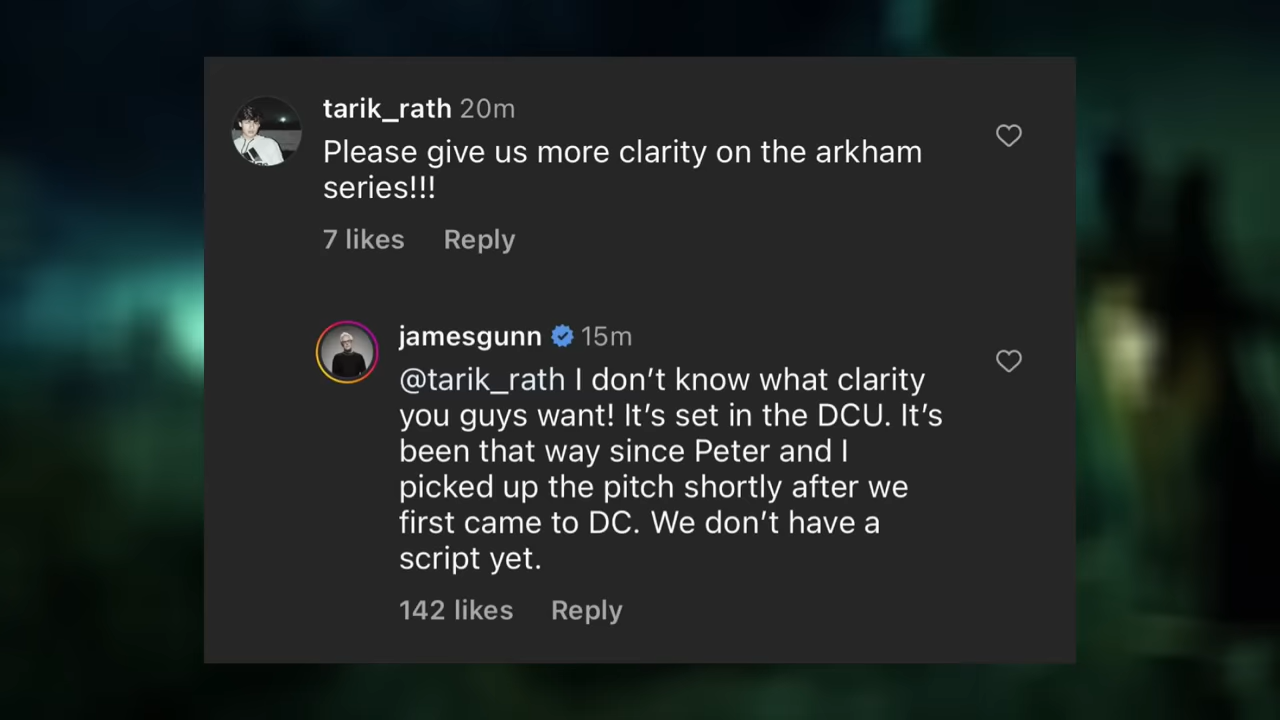 tarik_rath 20m
Please give us more clarity on the arkham
series!!!
7 likes Reply
jamesgunn 15m
@tarik_rath I don’t know what clarity
you guys want! It’s set in the DCU. It’s
been that way since Peter and I
picked up the pitch shortly after we
first came to DC. We don’t have a
script yet.
142 likes Reply